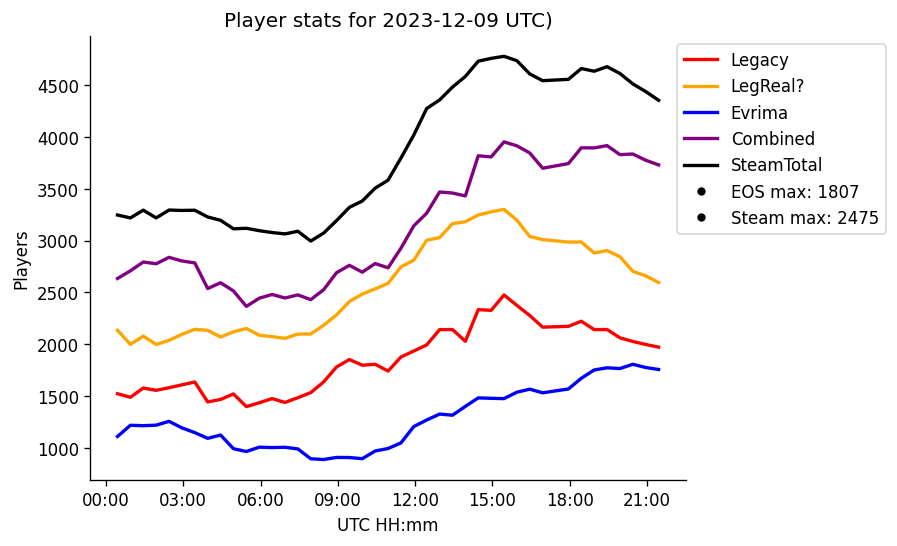 Player stats for 2023-12-09 UTC)
Players
4500
4000
3500
3000
2500
2000
1500
1000
00:00 03:00 06:00 09:00 12:00 15:00 18:00 21:00
UTC HH:mm
Legacy
LegReal?
Evrima
Combined
SteamTotal
EOS max: 1807
Steam max: 2475